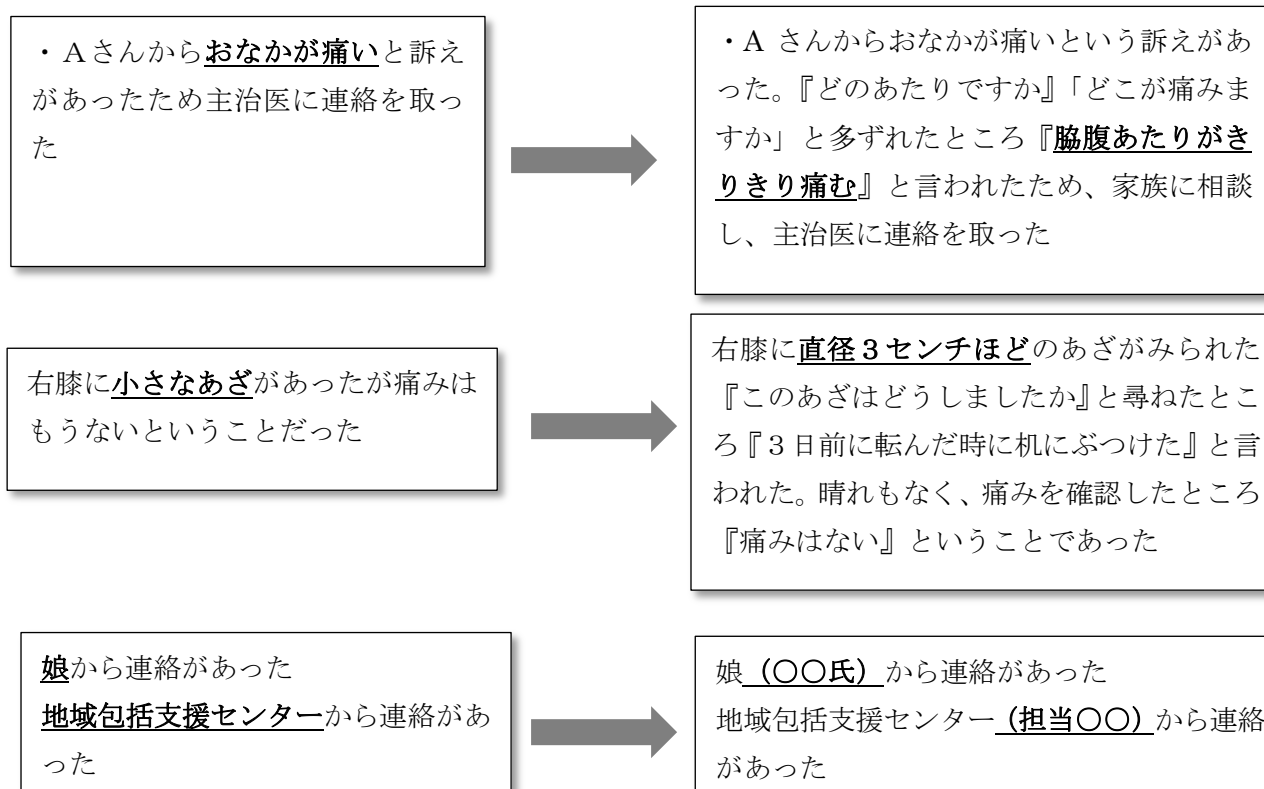 ・Aさんからおなかが痛いと訴え
があったため主治医に連絡を取っ
た
・A さんからおなかが痛いという訴えがあ
った。『どのあたりですか』「どこが痛みま
すか」と多ずれたところ『脇腹あたりがき
りきり痛む』と言われたため、家族に相談
し、主治医に連絡を取った
右膝に小さなあざがあったが痛みは
もうないということだった
右膝に直径3センチほどのあざがみられた
『このあざはどうしましたか』と尋ねたとこ
ろ『3日前に転んだ時に机にぶつけた』と言
われた。晴れもなく、痛みを確認したところ
『痛みはない』ということであった
娘から連絡があった
地域包括支援センターから連絡があ
った
娘（〇〇氏）から連絡があった
地域包括支援センター（担当〇〇）から連絡
があった